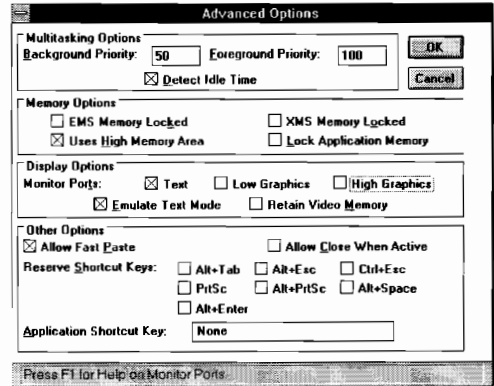 Advanced Options
Multitasking Options
Background Priority: 50 Foreground Priority: 100
OK
Detect Idle Time
Cancel
Memory Options
EMS Memory Locked XMS Memory Locked
Uses High Memory Area Lock Application Memory
Display Options
Monitor Ports: Text Low Graphics High Graphics
Emulate Text Mode Retain Video Memory
Other Options
Allow Fast Paste Allow Close When Active
Reserve Shortcut Keys: Alt+Tab Alt+Esc Ctrl+Esc
PrtSc Alt+PrtSc Alt+Space
Alt+Enter
Application Shortcut Key: None
Press F1 for Help on Monitor Ports.